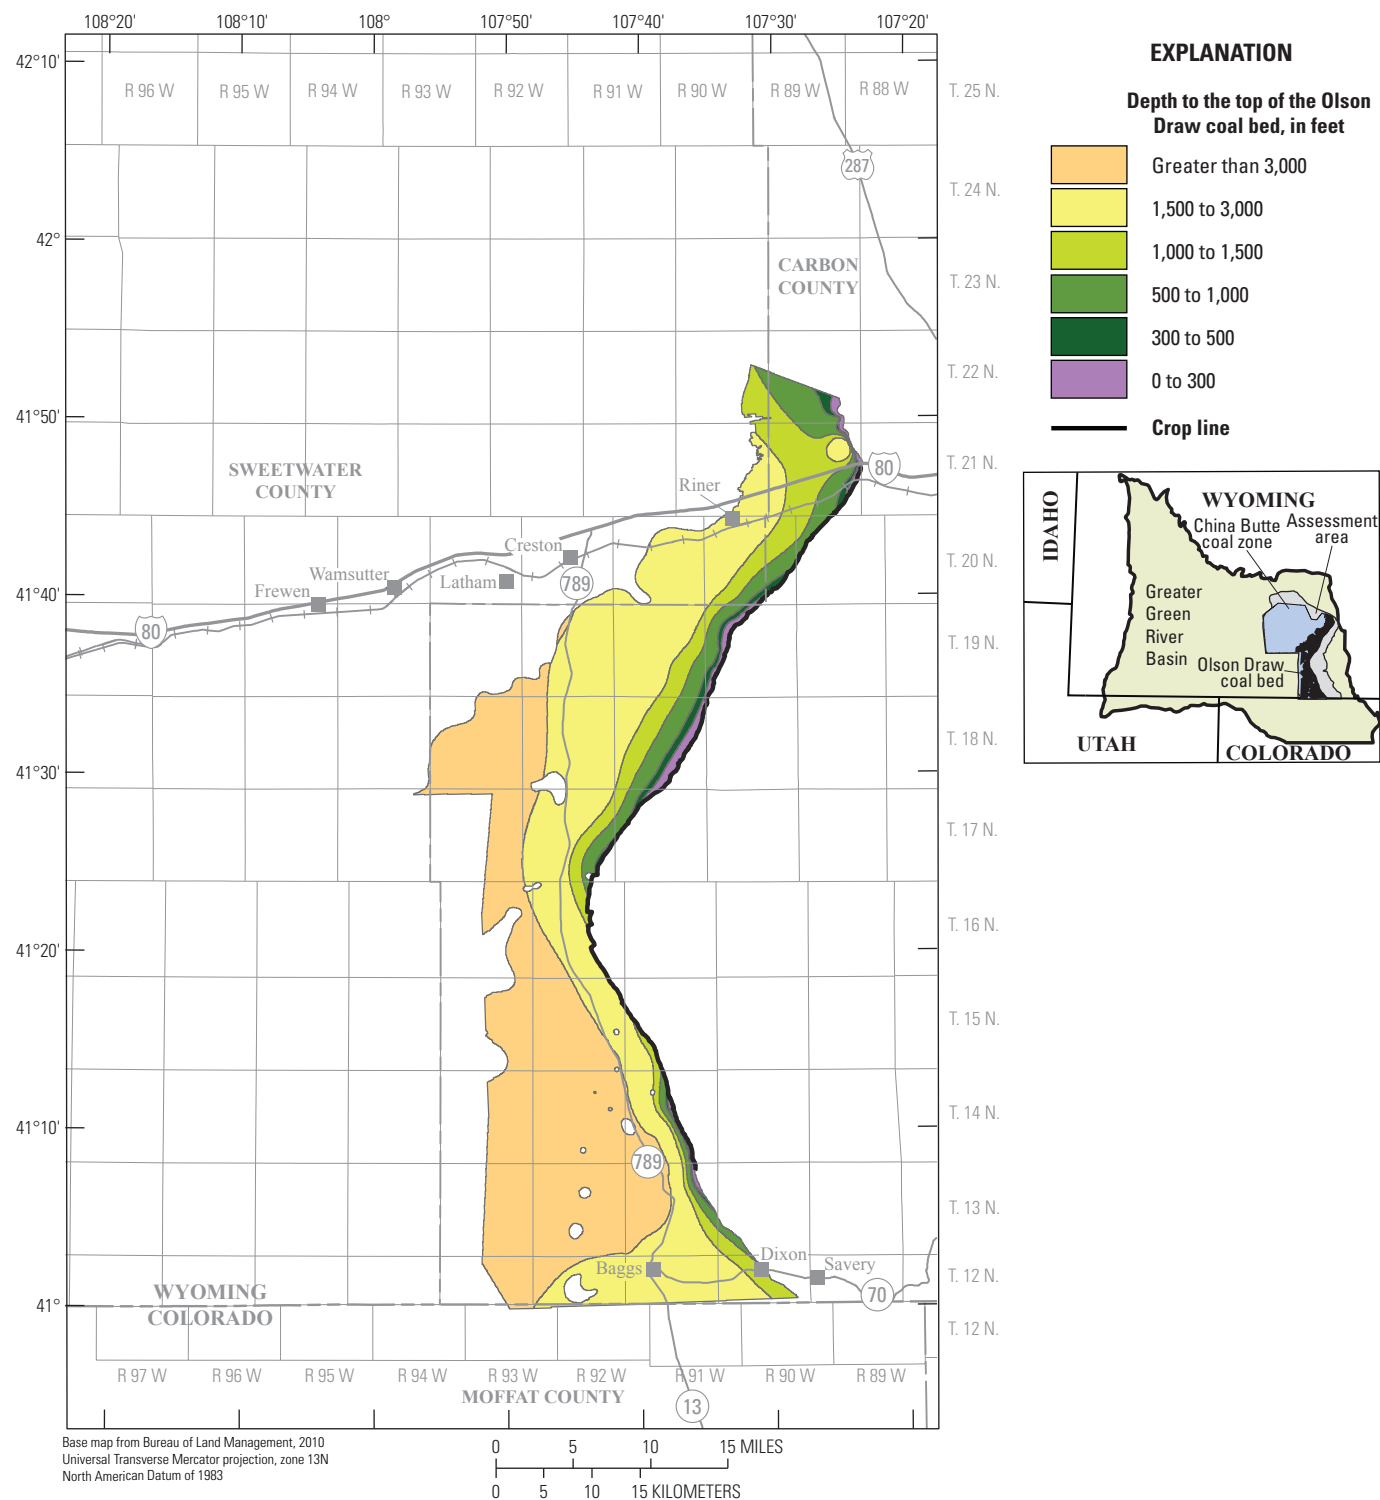 108°20' 108°10' 108° 107°50' 107°40' 107°30' 107°20'
42°10'
42°
41°50'
41°40'
41°30'
41°20'
41°10'
41°
R 96 W R 95 W R 94 W R 93 W R 92 W R 91 W R 90 W R 89 W R 88 W
T. 25 N.
T. 24 N.
T. 23 N.
T. 22 N.
T. 21 N.
T. 20 N.
T. 19 N.
T. 18 N.
T. 17 N.
T. 16 N.
T. 15 N.
T. 14 N.
T. 13 N.
T. 12 N.
T. 12 N.
287
CARBON
COUNTY
SWEETWATER
COUNTY
80
Riner
Creston
Latham
789
Wamsutter
Frewen
80
789
Baggs
Dixon
Savery
70
WYOMING
COLORADO
R 97 W R 96 W R 95 W R 94 W R 93 W R 92 W R 91 W R 90 W R 89 W
MOFFAT COUNTY
13
Base map from Bureau of Land Management, 2010
Universal Transverse Mercator projection, zone 13N
North American Datum of 1983
0 5 10 15 MILES
0 5 10 15 KILOMETERS
EXPLANATION
Depth to the top of the Olson
Draw coal bed, in feet
Greater than 3,000
1,500 to 3,000
1,000 to 1,500
500 to 1,000
300 to 500
0 to 300
Crop line
IDAHO
WYOMING
China Butte
coal zone
Assessment
area
Greater
Green
River
Basin
Olson Draw
coal bed
UTAH
COLORADO